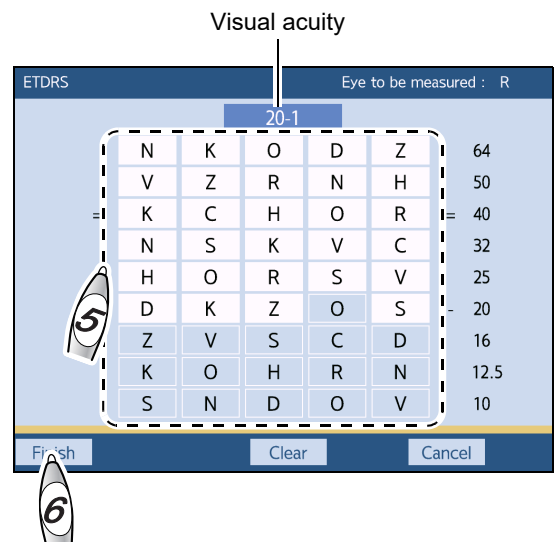 Visual acuity
ETDRS Eye to be measured : R
20-1
N K O D Z 64
V Z R N H 50
= K C H O R = 40
N S K V C 32
H O R S V 25
D K Z O S - 20
Z V S C D 16
K O H R N 12.5
S N D O V 10
5
Finish Clear Cancel
6